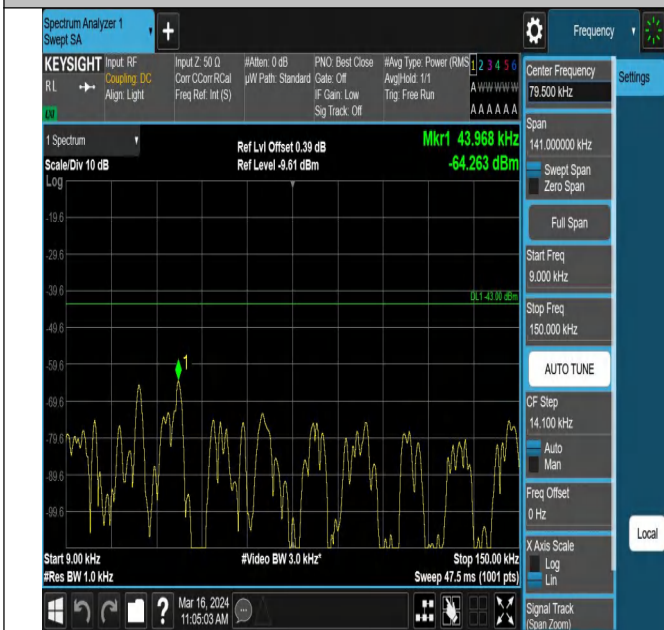 Spectrum Analyzer 1
Swept SA
Frequency
Settings
KEYSIGHT
RL
Input: RF
Coupling: DC
Align: Light
Input Z: 50 Ω
Corr CCorr RCal
Freq Ref: Int (S)
#Atten: 0 dB
µW Path: Standard
PNO: Best Close
Gate: Off
IF Gain: Low
Sig Track: Off
#Avg Type: Power (RMS
Avg|Hold: 1/1
Trig: Free Run
1 2 3 4 5 6
A W W W W W
A A A A A A
1 Spectrum
Scale/Div 10 dB
Log
Ref Lvl Offset 0.39 dB
Ref Level -9.61 dBm
Mkr1 43.968 kHz
-64.263 dBm
-19.6
-29.6
-39.6
DL1 -43.00 dBm
-49.6
-59.6
1
-69.6
-79.6
-89.6
-99.6
Start 9.00 kHz
#Video BW 3.0 kHz*
Stop 150.00 kHz
#Res BW 1.0 kHz
Sweep 47.5 ms (1001 pts)
Mar 16, 2024
11:05:03 AM
Center Frequency
79.500 kHz
Span
141.000000 kHz
Swept Span
Zero Span
Full Span
Start Freq
9.000 kHz
Stop Freq
150.000 kHz
AUTO TUNE
CF Step
14.100 kHz
Auto
Man
Freq Offset
0 Hz
X Axis Scale
Log
Lin
Signal Track
(Span Zoom)
Local